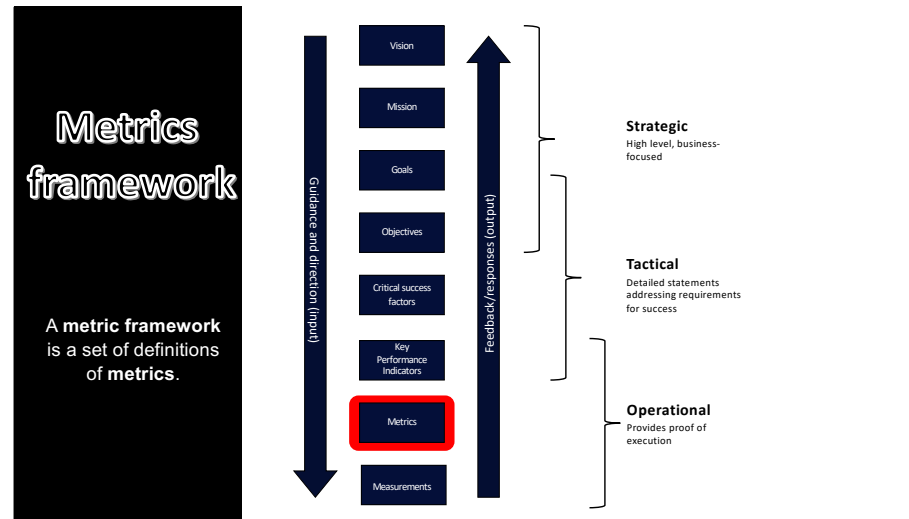 Metrics
framework
A metric framework
is a set of definitions
of metrics.
Guidance and direction (input)
Vision
Mission
Goals
Objectives
Critical success
factors
Key
Performance
Indicators
Metrics
Measurements
Feedback/responses (output)
Strategic
High level, business-
focused
Tactical
Detailed statements
addressing requirements
for success
Operational
Provides proof of
execution